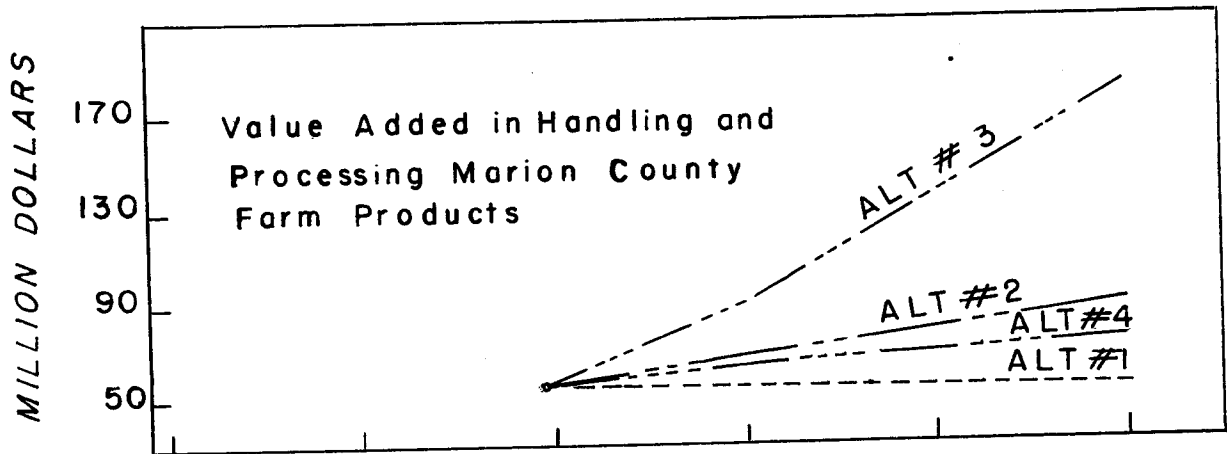 MILLION DOLLARS
170
130
90
50
Value Added in Handling and
Processing Marion County
Farm Products
ALT # 3
ALT #2
ALT #4
ALT #1